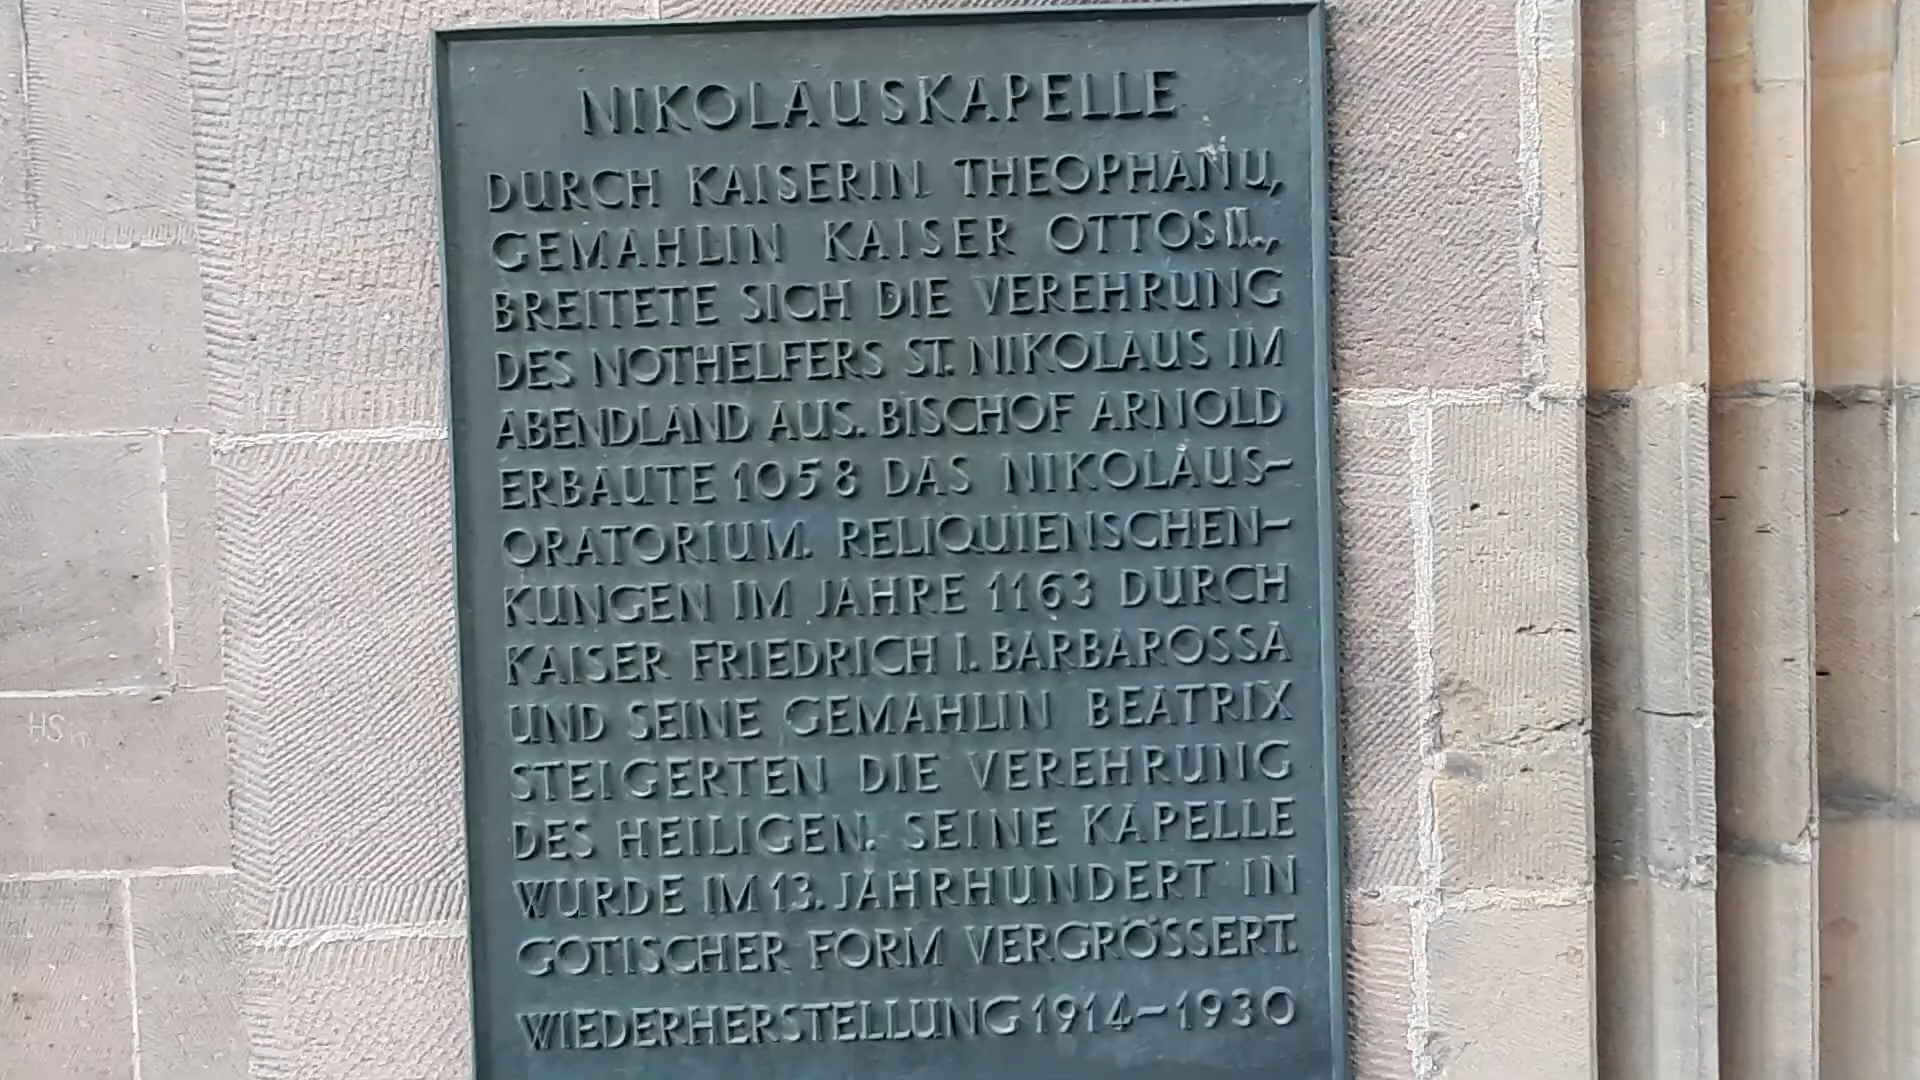 NIKOLAUSKAPELLE
DURCH KAISERIN THEOPHANU,
GEMAHLIN KAISER OTTOS II.,
BREITETE SICH DIE VEREHRUNG
DES NOTHELFERS ST. NIKOLAUS IM
ABENDLAND AUS. BISCHOF ARNOLD
ERBAUTE 1058 DAS NIKOLAUS-
ORATORIUM. RELIQUIENSCHEN-
KUNGEN IM JAHRE 1163 DURCH
KAISER FRIEDRICH I. BARBAROSSA
UND SEINE GEMAHLIN BEATRIX
STEIGERTEN DIE VEREHRUNG
DES HEILIGEN. SEINE KAPELLE
WURDE IM 13. JAHRHUNDERT IN
GOTISCHER FORM VERGRÖSSERT.
WIEDERHERSTELLUNG 1914-1930
HS